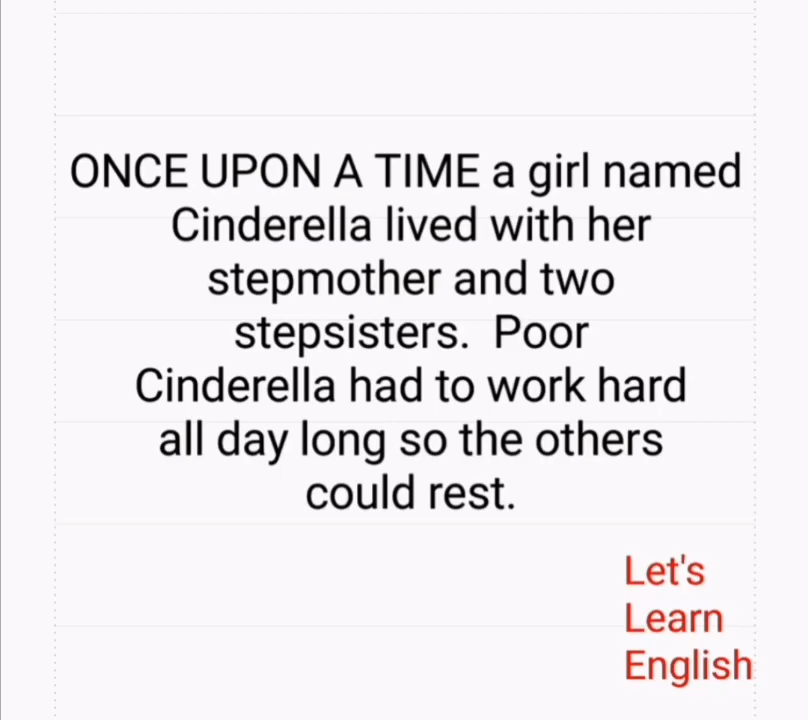 ONCE UPON A TIME a girl named
Cinderella lived with her
stepmother and two
stepsisters.  Poor
Cinderella had to work hard
all day long so the others
could rest.
Let's
Learn
English